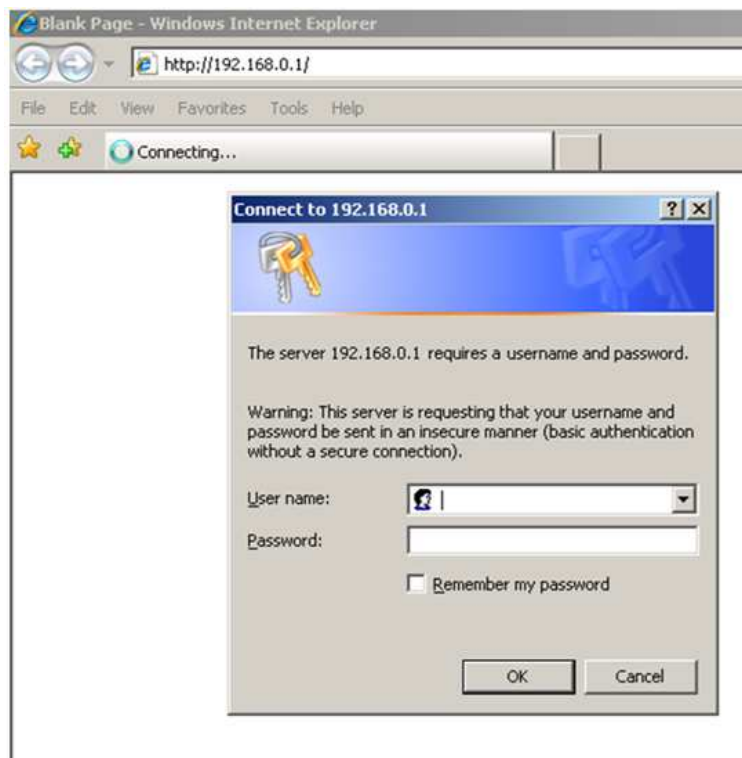 Blank Page - Windows Internet Explorer
http://192.168.0.1/
File Edit View Favorites Tools Help
Connecting...
Connect to 192.168.0.1
The server 192.168.0.1 requires a username and password.
Warning: This server is requesting that your username and
password be sent in an insecure manner (basic authentication
without a secure connection).
User name:
Password:
Remember my password
OK Cancel